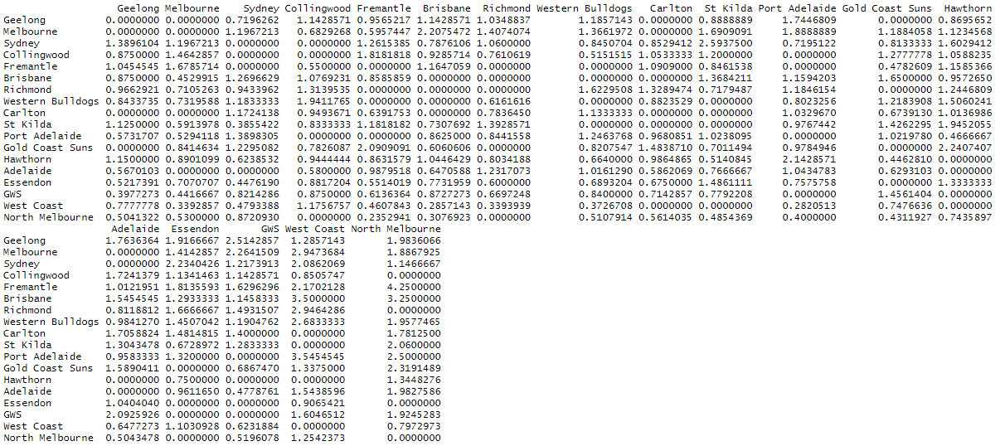 Geelong Melbourne Sydney Collingwood Fremantle Brisbane Richmond Western Bulldogs Carlton St Kilda Port Adelaide Gold Coast Suns Hawthorn
Geelong 0.0000000 0.0000000 0.7196262 1.1428571 0.9565217 1.1428571 1.0348837 1.1857143 0.0000000 0.8888889 1.7446809 0.0000000 0.8695652
Melbourne 0.0000000 0.0000000 1.1967213 0.6829268 0.5957447 2.2075472 1.4074074 1.3661972 0.0000000 1.6909091 1.8888889 1.1884058 1.1234568
Sydney 1.3896104 1.1967213 0.0000000 0.0000000 1.2615385 0.7876106 1.0600000 0.8450704 0.8529412 2.5937500 0.7195122 0.8133333 1.6029412
Collingwood 0.8750000 1.4642857 0.0000000 0.0000000 1.8181818 0.9285714 0.7610619 0.5151515 1.0533333 1.2000000 0.0000000 1.2777778 1.0588235
Fremantle 1.0454545 1.6785714 0.0000000 0.5500000 0.0000000 1.1647059 0.0000000 0.0000000 1.0909000 0.8461538 0.0000000 0.4782609 1.1585366
Brisbane 0.8750000 0.4529915 1.2696629 1.0769231 0.8585859 0.0000000 0.0000000 0.0000000 0.0000000 1.3684211 1.1594203 1.6500000 0.9572650
Richmond 0.9662921 0.7105263 0.9433962 1.3139535 0.0000000 0.0000000 0.0000000 1.6229508 1.3289474 0.7179487 1.1846154 0.0000000 1.2446809
Western Bulldogs 0.8433735 0.7319588 1.1833333 1.9411765 0.0000000 0.0000000 0.6161616 0.0000000 0.8823529 0.0000000 0.8023256 1.2183908 1.5060241
Carlton 0.0000000 0.0000000 1.1724138 0.9493671 0.6391753 0.0000000 0.7836450 1.1333333 0.0000000 0.0000000 1.0329670 0.6739130 1.0136986
St Kilda 1.1250000 0.5913978 0.3855422 0.8333333 1.1818182 0.7307692 1.3928571 0.0000000 0.0000000 0.0000000 0.9767442 1.4262295 1.9452055
Port Adelaide 0.5731707 0.5294118 1.3898305 0.0000000 0.0000000 0.8625000 0.8441558 1.2463768 0.9680851 1.0238095 0.0000000 1.0219780 0.4666667
Gold Coast Suns 0.0000000 0.8414634 1.2295082 0.7826087 2.0909091 0.6060606 0.0000000 0.8207547 1.4838710 0.7011494 0.9784946 0.0000000 2.2407407
Hawthorn 1.1500000 0.8901099 0.6238532 0.9444444 0.8631579 1.0446429 0.8034188 0.6640000 0.9864865 0.5140845 2.1428571 0.4462810 0.0000000
Adelaide 0.5670103 0.0000000 0.0000000 0.5800000 0.9879518 0.6470588 1.2317073 1.0161290 0.5862069 0.7666667 1.0434783 0.6293103 0.0000000
Essendon 0.5217391 0.7070707 0.4476190 0.8817204 0.5514019 0.7731959 0.6000000 0.6893204 0.6750000 1.4861111 0.7575758 0.0000000 1.3333333
GWS 0.3977273 0.4416667 0.8214286 0.8750000 0.6136364 0.8727273 0.6697248 0.8400000 0.7142857 0.7792208 0.0000000 1.4561404 0.0000000
West Coast 0.7777778 0.3392857 0.4793388 1.1756757 0.4607843 0.2857143 0.3393939 0.3726708 0.0000000 0.0000000 0.2820513 0.7476636 0.0000000
North Melbourne 0.5041322 0.5300000 0.8720930 0.0000000 0.2352941 0.3076923 0.0000000 0.5107914 0.5614035 0.4854369 0.4000000 0.4311927 0.7435897
Adelaide Essendon GWS West Coast North Melbourne
Geelong 1.7636364 1.9166667 2.5142857 1.2857143 1.9836066
Melbourne 0.0000000 1.4142857 2.2641509 2.9473684 1.8867925
Sydney 0.0000000 2.2340426 1.2173913 2.0862069 1.1466667
Collingwood 1.7241379 1.1341463 1.1428571 0.8505747 0.0000000
Fremantle 1.0121951 1.8135593 1.6296296 2.1702128 4.2500000
Brisbane 1.5454545 1.2933333 1.1458333 3.5000000 3.2500000
Richmond 0.8118812 1.6666667 1.4931507 2.9464286 0.0000000
Western Bulldogs 0.9841270 1.4507042 1.1904762 2.6833333 1.9577465
Carlton 1.7058824 1.4814815 1.4000000 0.0000000 1.7812500
St Kilda 1.3043478 0.6728972 1.2833333 0.0000000 2.0600000
Port Adelaide 0.9583333 1.3200000 0.0000000 3.5454545 2.5000000
Gold Coast Suns 1.5890411 0.0000000 0.6867470 1.3375000 2.3191489
Hawthorn 0.0000000 0.7500000 0.0000000 0.0000000 1.3448276
Adelaide 0.0000000 0.9611650 0.4778761 1.5438596 1.9827586
Essendon 1.0404040 0.0000000 0.0000000 0.9065421 0.0000000
GWS 2.0925926 0.0000000 0.0000000 1.6046512 1.9245283
West Coast 0.6477273 1.1030928 0.6231884 0.0000000 0.7972973
North Melbourne 0.5043478 0.0000000 0.5196078 1.2542373 0.0000000